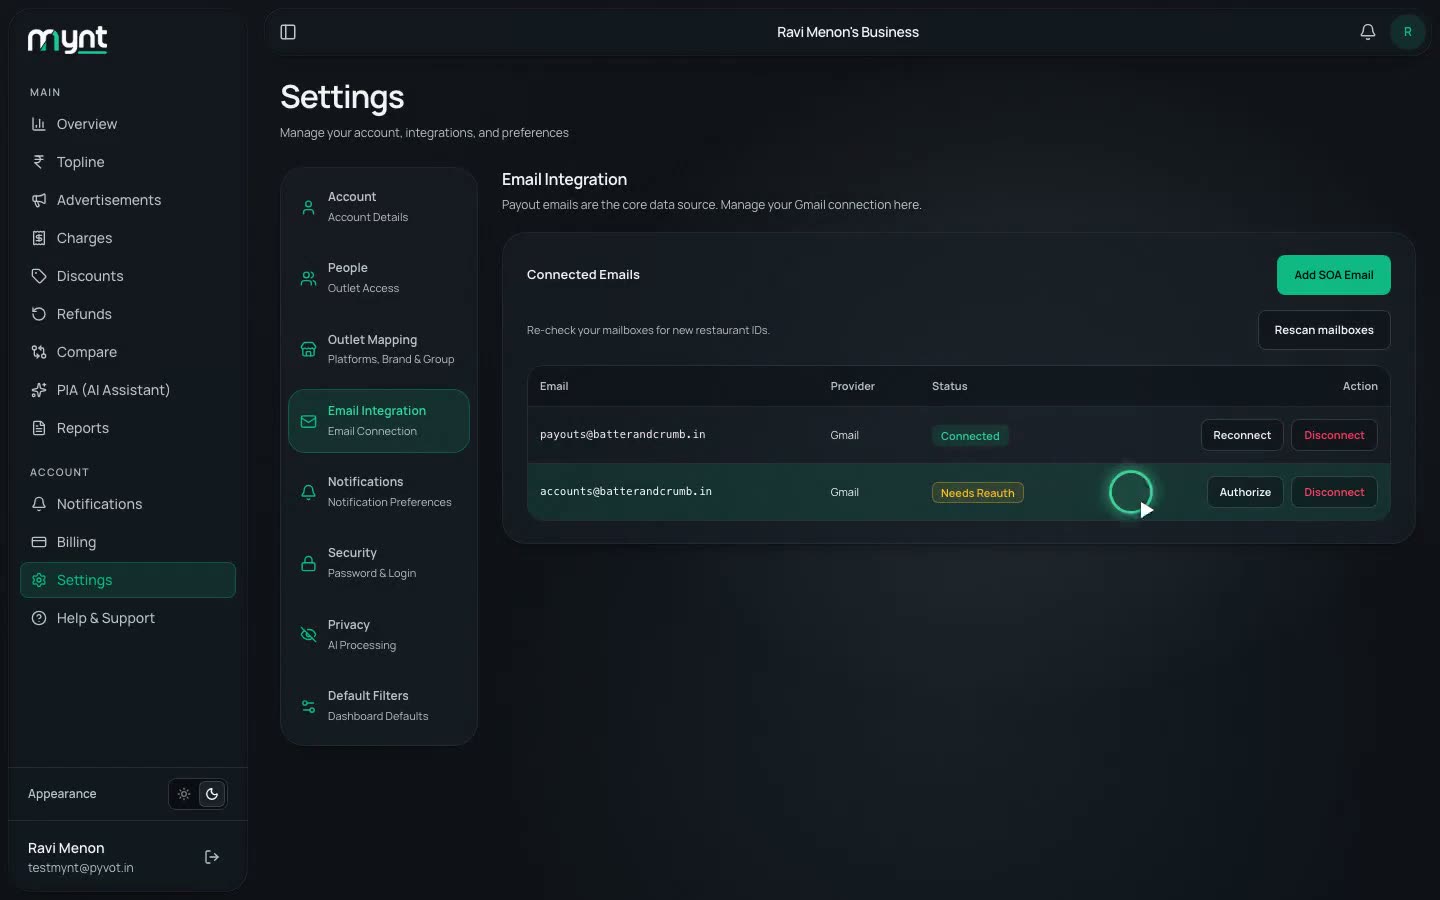 mynt
Ravi Menon's Business
R
MAIN
Overview
Topline
Advertisements
Charges
Discounts
Refunds
Compare
PIA (AI Assistant)
Reports
ACCOUNT
Notifications
Billing
Settings
Help & Support
Appearance
Ravi Menon
testmynt@pyvot.in
Settings
Manage your account, integrations, and preferences
Account
Account Details
People
Outlet Access
Outlet Mapping
Platforms, Brand & Group
Email Integration
Email Connection
Notifications
Notification Preferences
Security
Password & Login
Privacy
AI Processing
Default Filters
Dashboard Defaults
Email Integration
Payout emails are the core data source. Manage your Gmail connection here.
Connected Emails
Add SOA Email
Re-check your mailboxes for new restaurant IDs.
Rescan mailboxes
Email Provider Status Action
payouts@batterandcrumb.in Gmail Connected Reconnect Disconnect
accounts@batterandcrumb.in Gmail Needs Reauth Authorize Disconnect